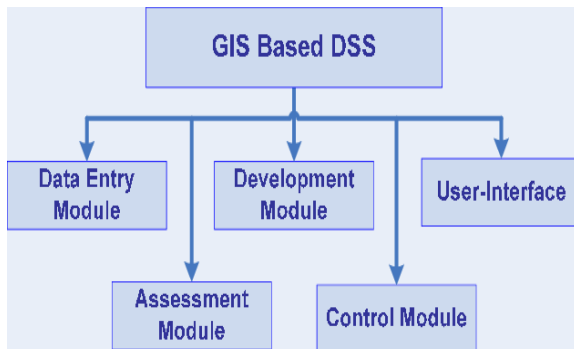 GIS Based DSS
Data Entry
Module
Development
Module
User-Interface
Assessment
Module
Control Module